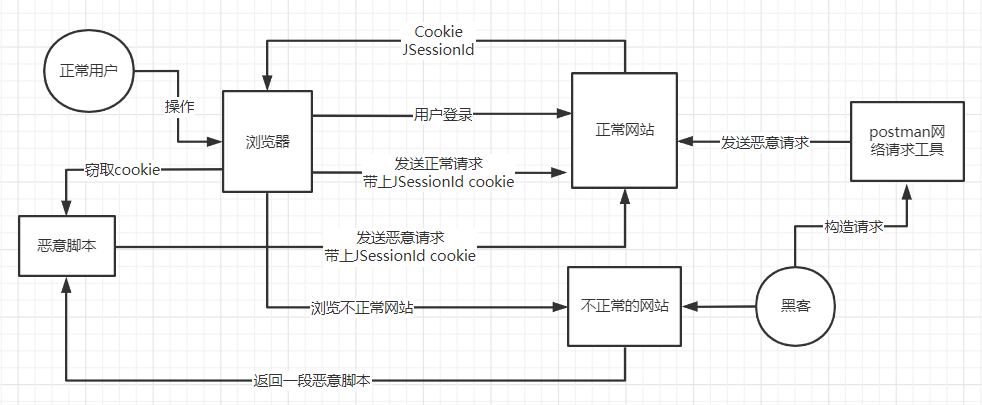 Cookie
JSessionId
正常用户
操作
浏览器
用户登录
正常网站
postman网
络请求工具
发送恶意请求
窃取cookie
发送正常请求
带上JSessionId cookie
构造请求
恶意脚本
发送恶意请求
带上JSessionId cookie
浏览不正常网站
不正常的网站
黑客
返回一段恶意脚本